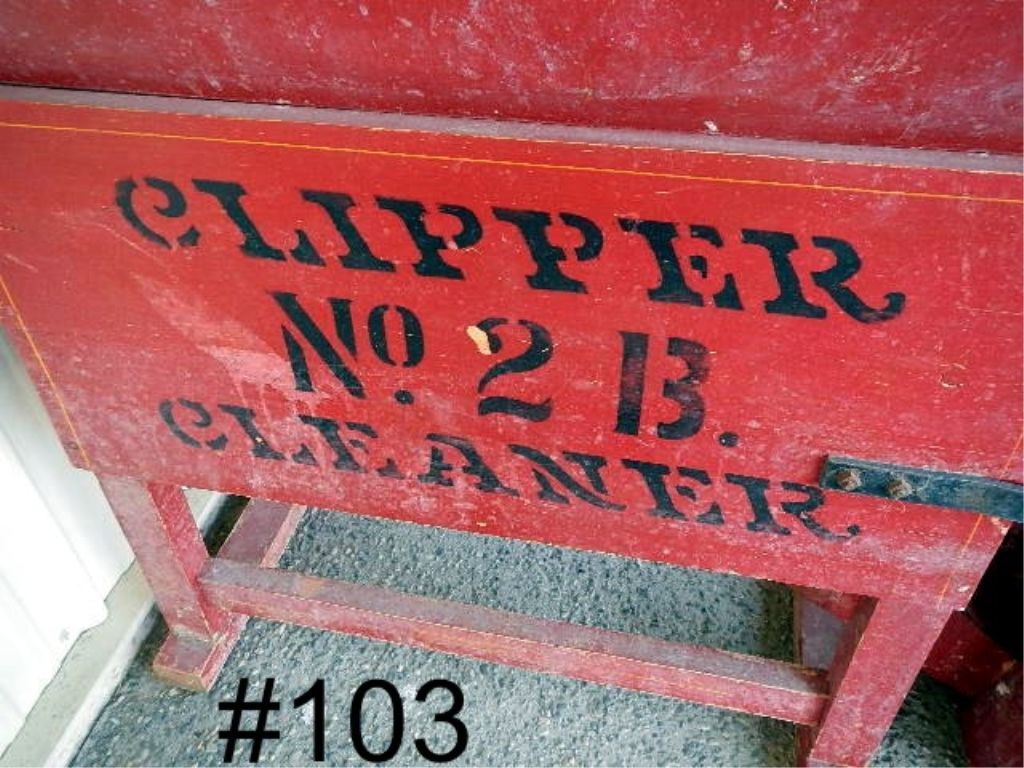 CLIPPER
No. 2 B.
CLEANER
#103